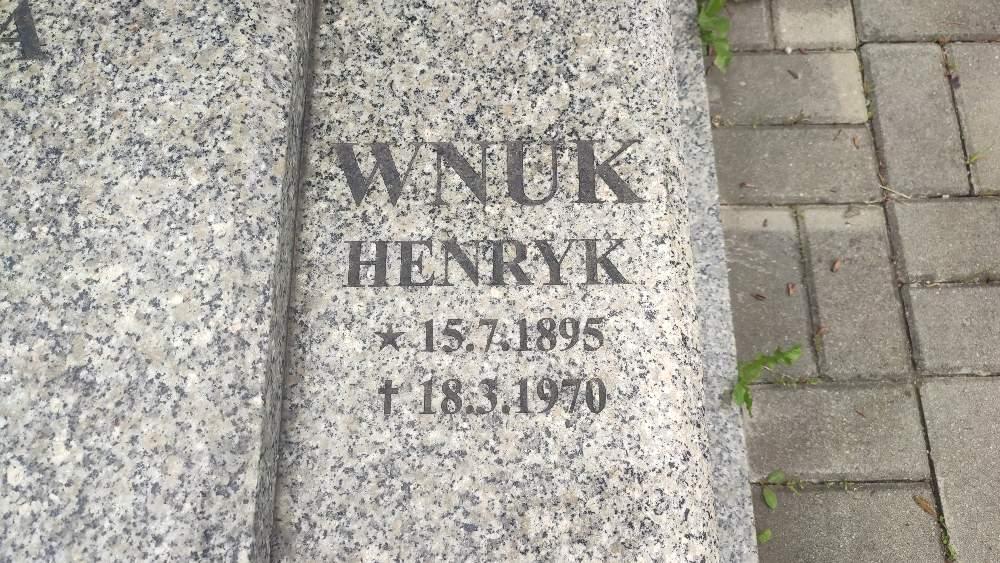 WNUK
HENRYK
★ 15.7.1895
† 18.3.1970